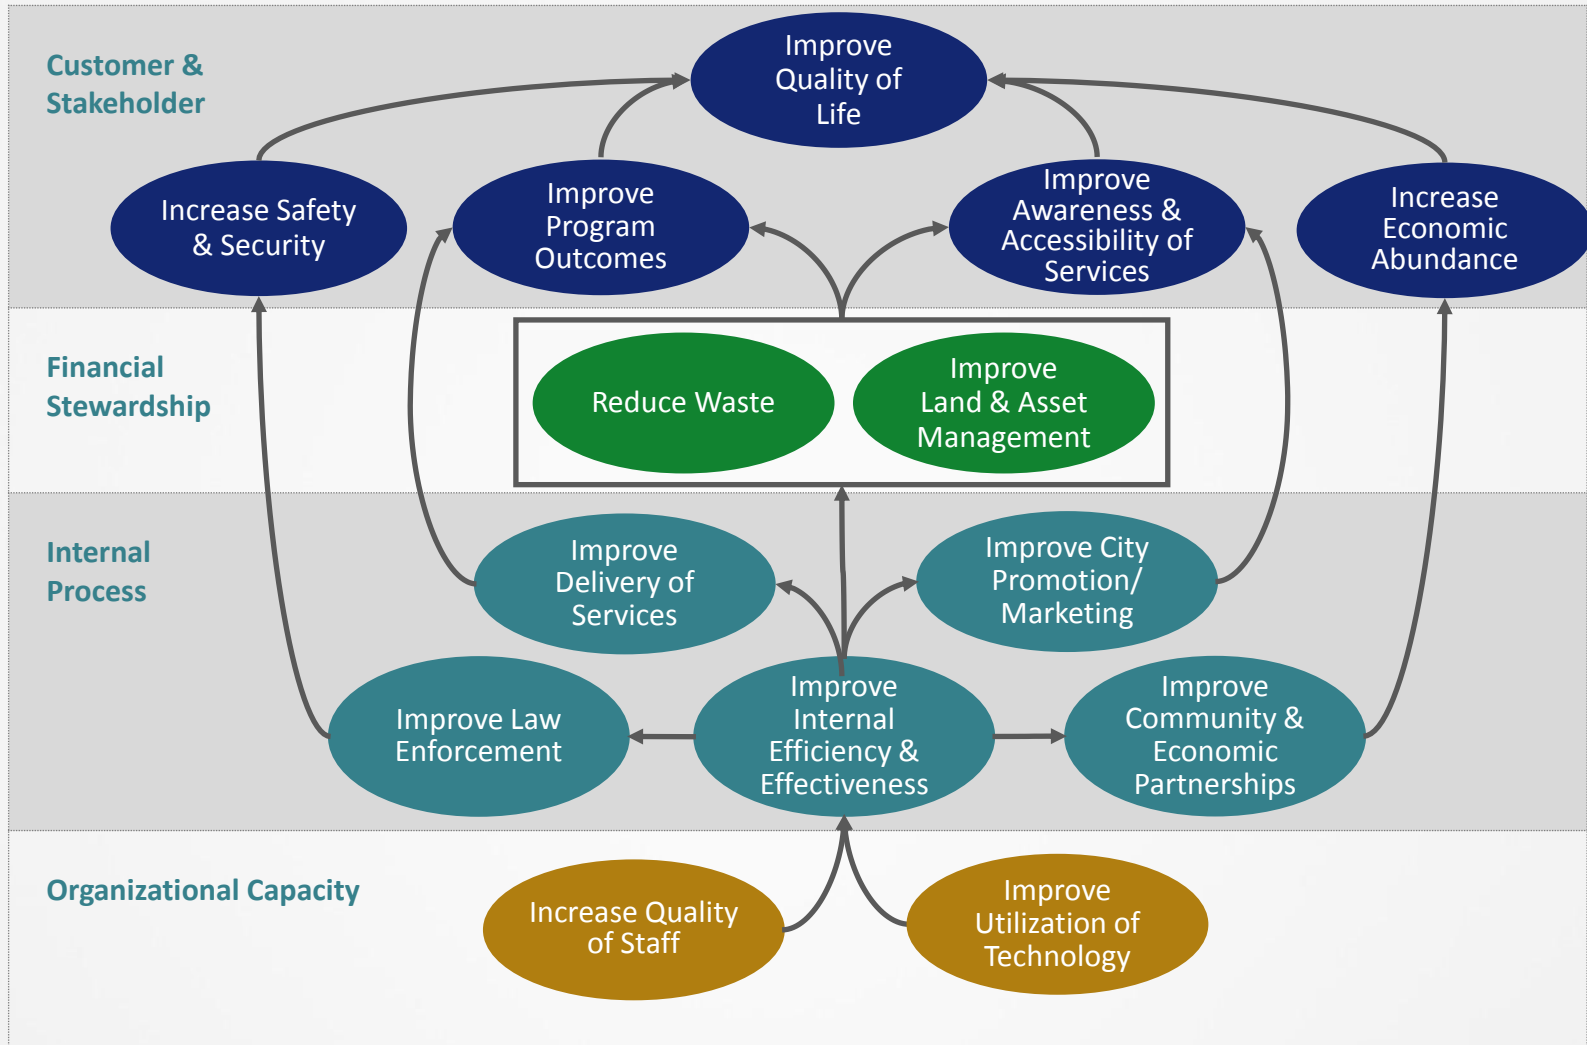 Customer &
Stakeholder
Improve
Quality of
Life
Increase Safety
& Security
Improve
Program
Outcomes
Improve
Awareness &
Accessibility of
Services
Increase
Economic
Abundance
Financial
Stewardship
Reduce Waste
Improve
Land & Asset
Management
Internal
Process
Improve
Delivery of
Services
Improve City
Promotion/
Marketing
Improve Law
Enforcement
Improve
Internal
Efficiency &
Effectiveness
Improve
Community &
Economic
Partnerships
Organizational Capacity
Increase Quality
of Staff
Improve
Utilization of
Technology